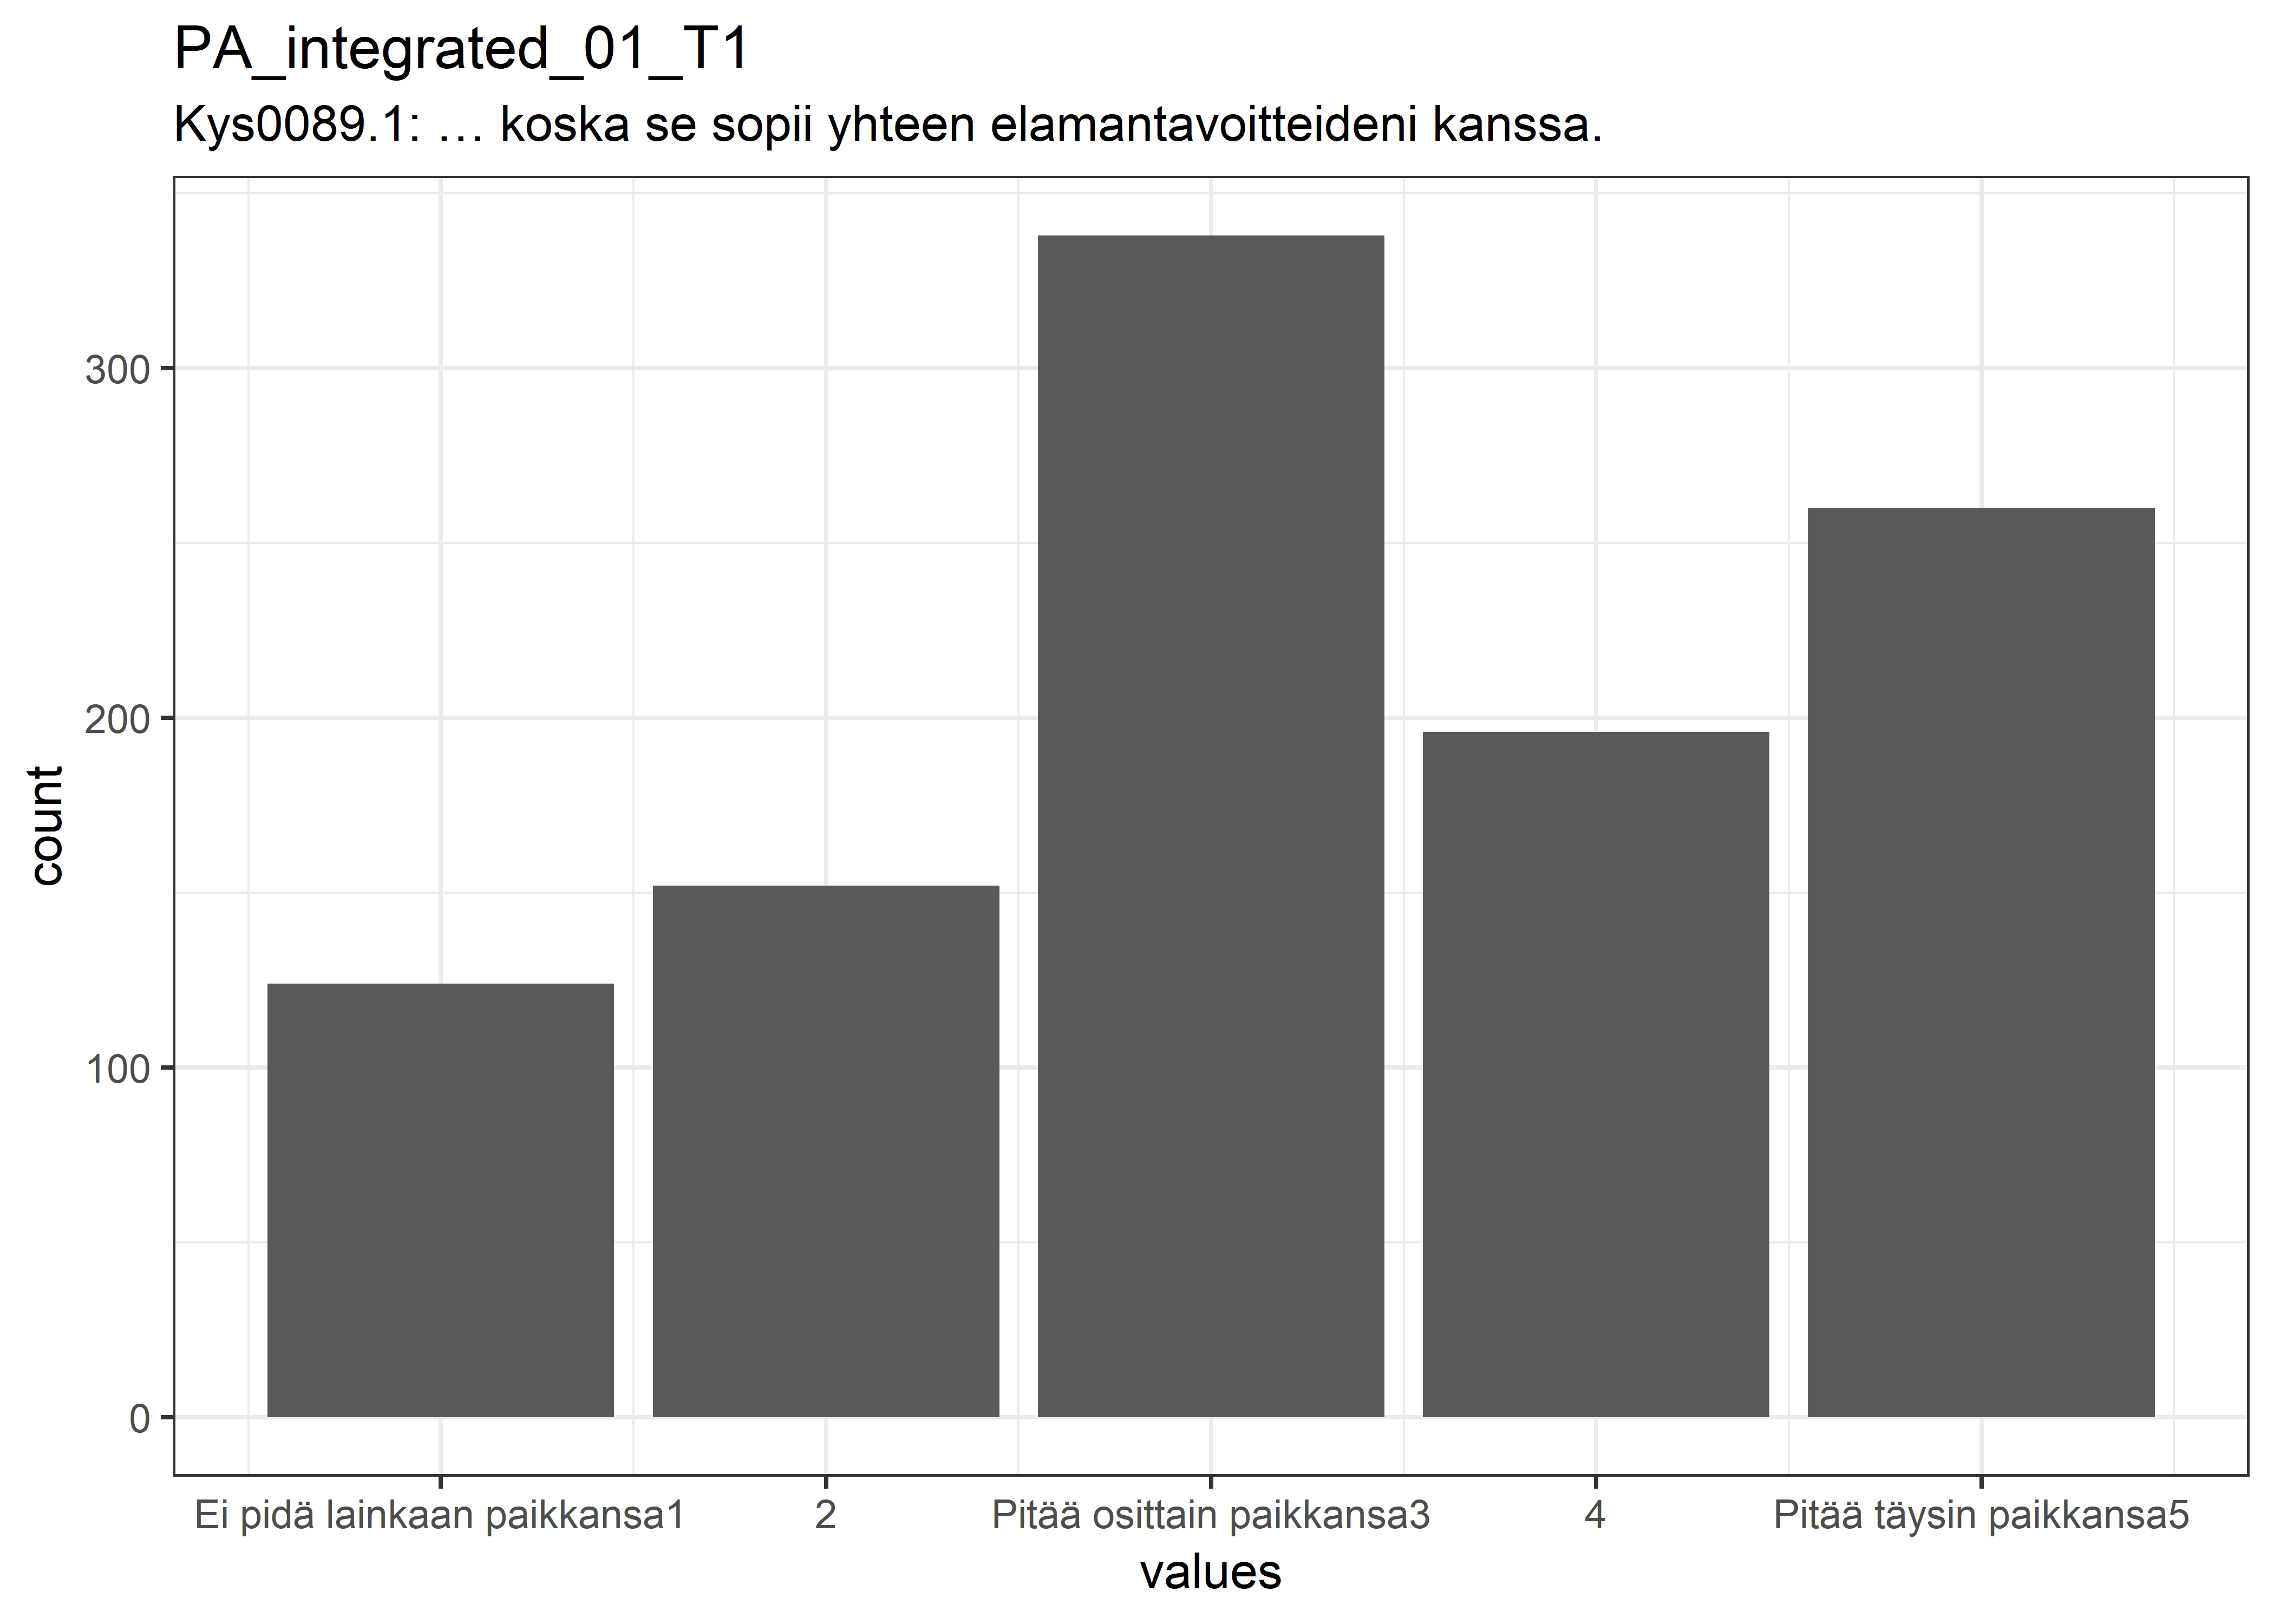 PA_integrated_01_T1
Kys0089.1: … koska se sopii yhteen elamantavoitteideni kanssa.
300
200
100
0
count
Ei pidä lainkaan paikkansa1 2 Pitää osittain paikkansa3 4 Pitää täysin paikkansa5
values